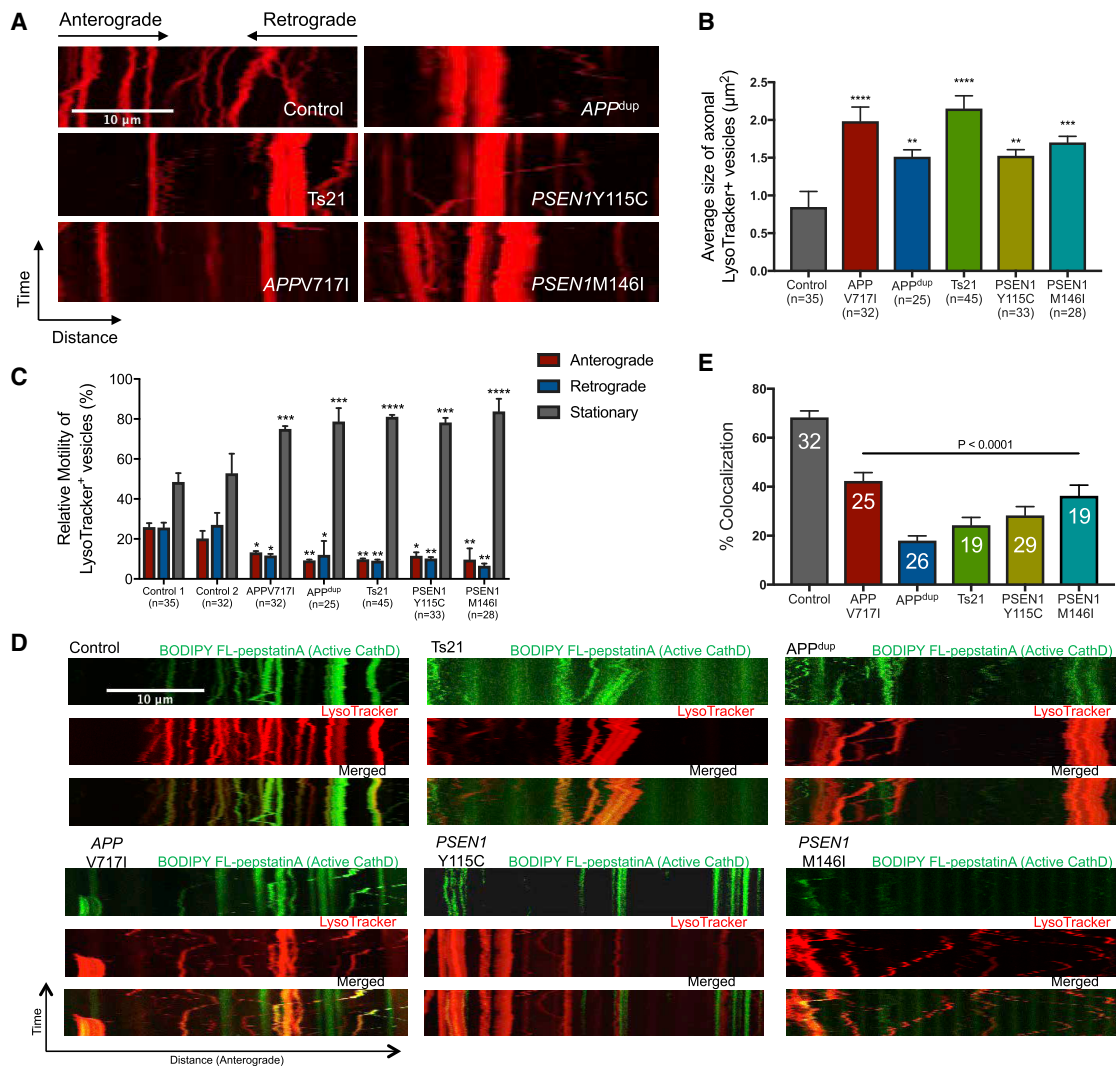 A
Anterograde
Retrograde
Control
10 µm
APPdup
Ts21
PSEN1Y115C
APPV717I
PSEN1M146I
Time
Distance
B
Average size of axonal
LysoTracker+ vesicles (µm²)
2.5
2.0
1.5
1.0
0.5
0.0
****
**
****
**
***
Control
(n=35)
APP
V717I
(n=32)
APPdup
(n=25)
Ts21
(n=45)
PSEN1
Y115C
(n=33)
PSEN1
M146I
(n=28)
C
Relative Motility of
LysoTracker+ vesicles (%)
100
80
60
40
20
0
Anterograde
Retrograde
Stationary
* * ***
** * ***
** ** ****
* ** ***
** ** ****
Control 1
(n=35)
Control 2
(n=32)
APPV717I
(n=32)
APPdup
(n=25)
Ts21
(n=45)
PSEN1
Y115C
(n=33)
PSEN1
M146I
(n=28)
E
% Colocalization
80
60
40
20
0
P < 0.0001
32
25
26
19
29
19
Control
APP
V717I
APPdup
Ts21
PSEN1
Y115C
PSEN1
M146I
D
Control
BODIPY FL-pepstatinA (Active CathD)
10 µm
LysoTracker
Merged
Ts21
BODIPY FL-pepstatinA (Active CathD)
LysoTracker
Merged
APPdup
BODIPY FL-pepstatinA (Active CathD)
LysoTracker
Merged
APP
V717I
BODIPY FL-pepstatinA (Active CathD)
LysoTracker
Merged
PSEN1
Y115C
BODIPY FL-pepstatinA (Active CathD)
LysoTracker
Merged
PSEN1
M146I
BODIPY FL-pepstatinA (Active CathD)
LysoTracker
Merged
Time
Distance (Anterograde)